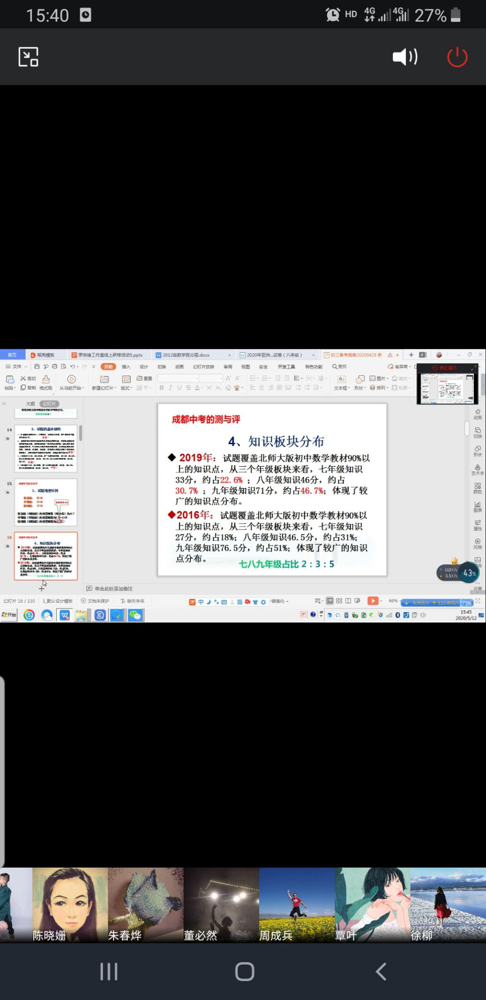 15:40
HD 4G 4G 27%
首页 稻壳模板 罗宗绪工作室线上研修活动5.pptx 2012级数学班分层.docx 2020年亚洲...试卷（八年级） 初三备考策略20200428 新 + 4
文件 开始 插入 设计 切换 动画 幻灯片放映 审阅 视图 安全 开发工具 特色功能 查找 有异常
停止演示
粘贴 剪切 复制 格式刷 从当前开始 新建幻灯片 版式 重置 节 B I U S A X² X₂ 文本框 形状 图片 排列 填充 轮廓
大纲 幻灯片
14
2、试题的基本结构
15
3、试题难度比例
16
4、知识板块分布
成都中考的测与评
4、知识板块分布
◆ 2019年：试题覆盖北师大版初中数学教材90%以
上的知识点，从三个年级板块来看，七年级知识
33分，约占22.6% ；八年级知识46分，约占
30.7% ；九年级知识71分，约占46.7%；体现了较
广的知识点分布。
◆2016年：试题覆盖北师大版初中数学教材90%以
上的知识点，从三个年级板块来看，七年级知识
27分，约占18%；八年级知识46.5分，约占31%；
九年级知识76.5分，约占51%；体现了较广的知识
点分布。
七八九年级占比 2：3：5
动画
切换
形状
艺术字
颜色
图表
属性
风格
设置
112K/s
3.5K/s
43%
单击此处添加备注
幻灯片 16 / 130 1_默认设计模板 文档未保护 缺失字体 中 简 键美化 66% 4.5KB/S 112.4KB/S 73%
开始
15:45
2020/5/12
陈晓姗 朱春烨 董必然 周成兵 覃叶 徐柳